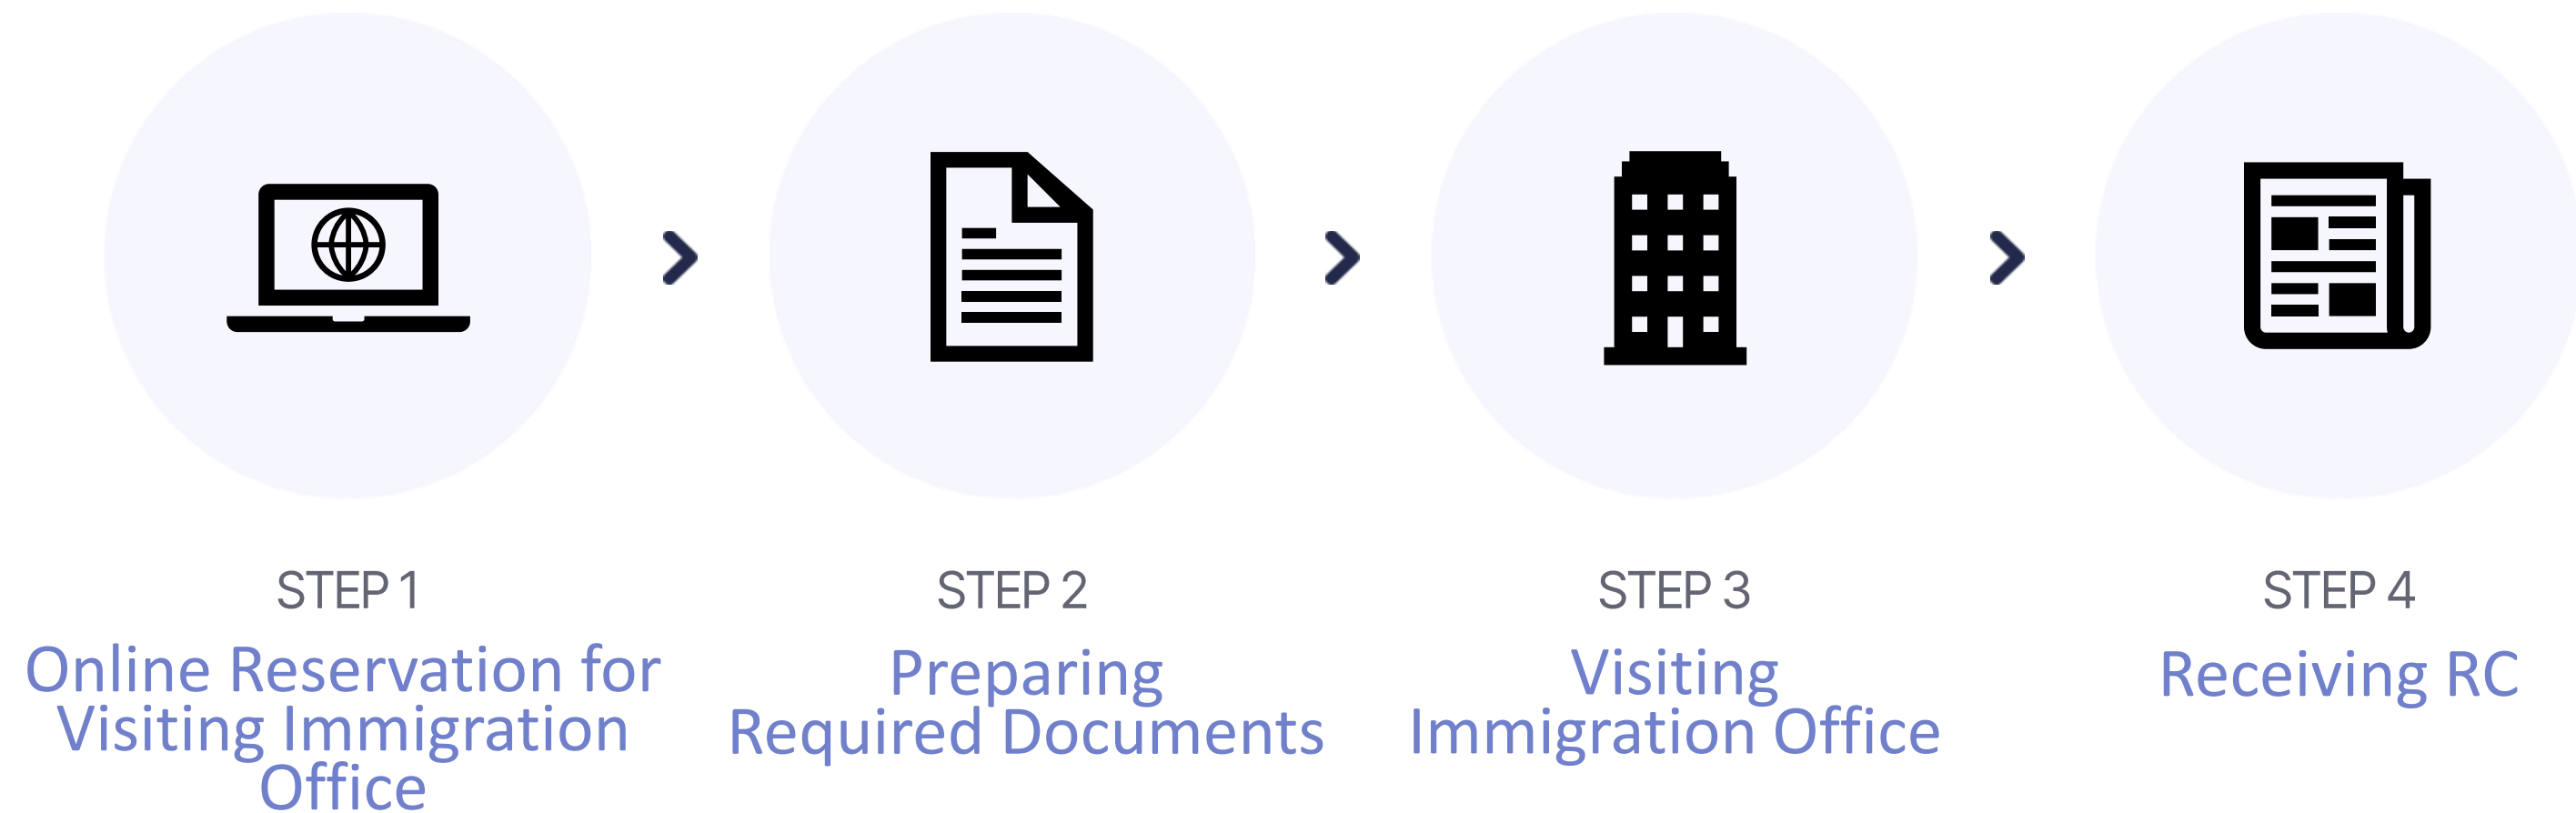 STEP 1
Online Reservation for
Visiting Immigration
Office
STEP 2
Preparing
Required Documents
STEP 3
Visiting
Immigration Office
STEP 4
Receiving RC